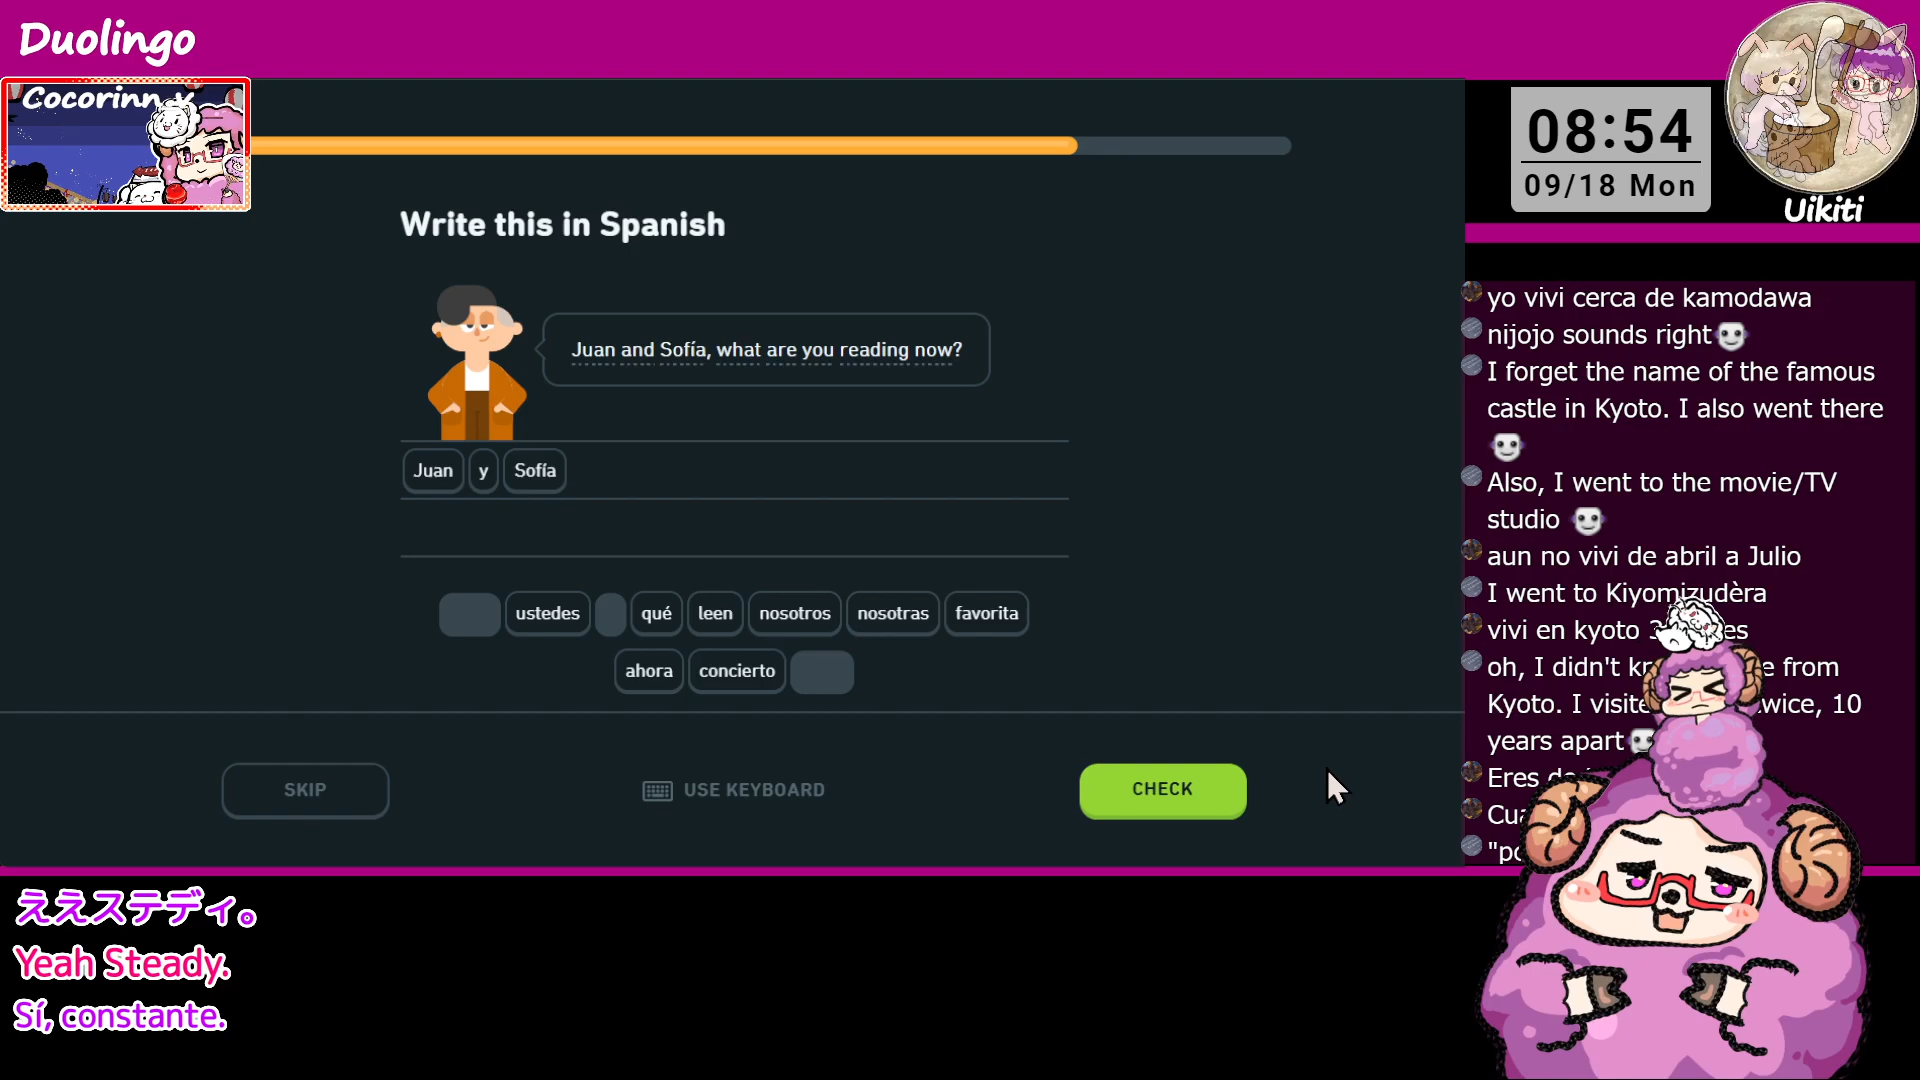 Duolingo
Cocorinn
08:54
09/18 Mon
Uikiti
Write this in Spanish
Juan and Sofía, what are you reading now?
Juan y Sofía
ustedes qué leen nosotros nosotras favorita
ahora concierto
SKIP
USE KEYBOARD
CHECK
yo vivi cerca de kamodawa
nijojo sounds right
I forget the name of the famous
castle in Kyoto. I also went there
Also, I went to the movie/TV
studio
aun no vivi de abril a Julio
I went to Kiyomizudèra
vivi en kyoto
oh, I didn't from
Kyoto. I 10
years apart
Eres
ええステディ。
Yeah Steady.
Sí, constante.